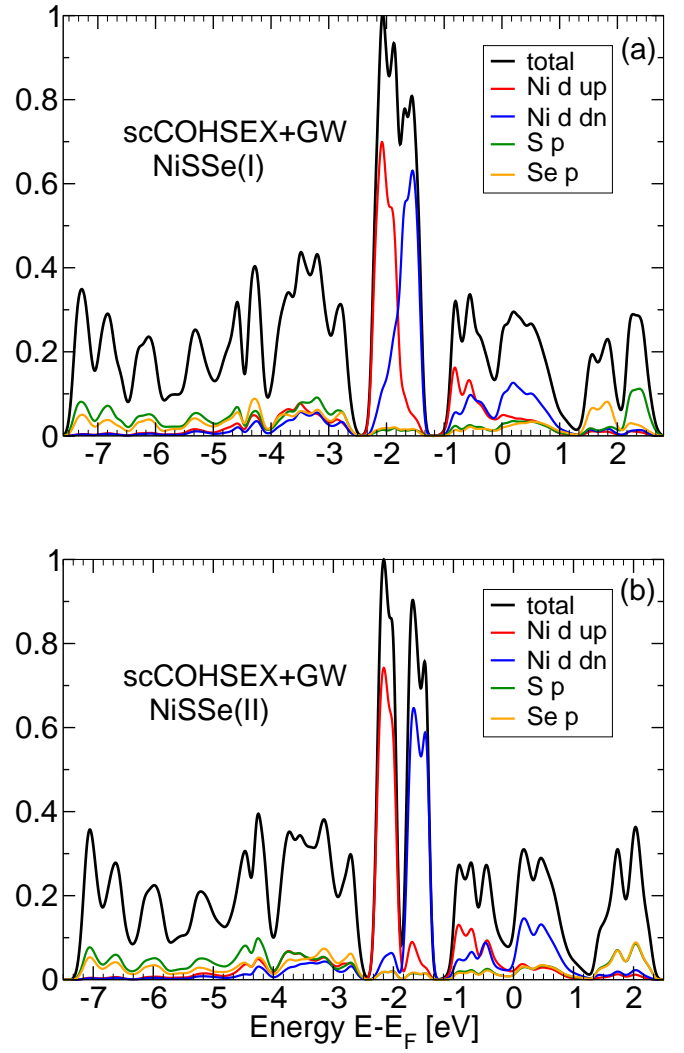 1
(a)
total
Ni d up
0.8
Ni d dn
S p
scCOHSEX+GW
NiSSe(I)
Se p
0.6
0.4
0.2
0
-7 -6 -5 -4 -3 -2 -1 0 1 2
1
(b)
total
Ni d up
0.8
Ni d dn
S p
scCOHSEX+GW
NiSSe(II)
Se p
0.6
0.4
0.2
0
-7 -6 -5 -4 -3 -2 -1 0 1 2
Energy E-E_F [eV]